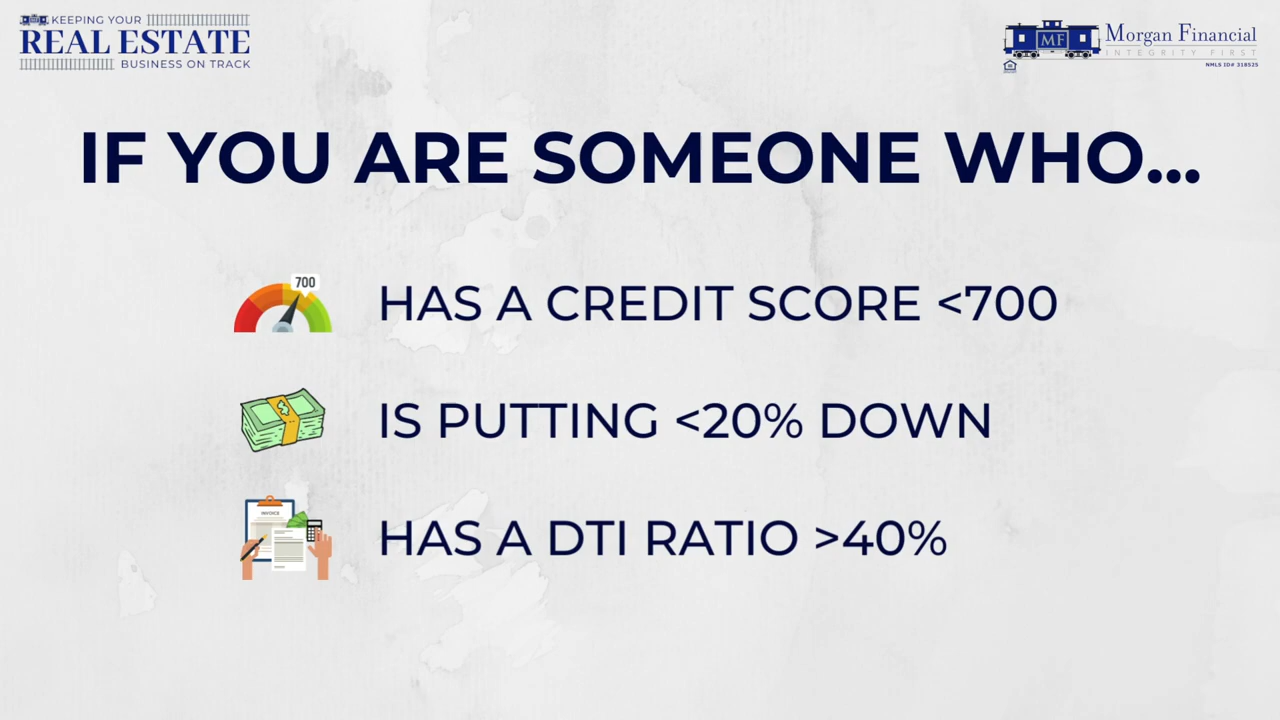 KEEPING YOUR
REAL ESTATE
BUSINESS ON TRACK
MF
Morgan Financial
INTEGRITY FIRST
NMLS ID# 318525
IF YOU ARE SOMEONE WHO...
700
HAS A CREDIT SCORE <700
$
IS PUTTING <20% DOWN
INVOICE
HAS A DTI RATIO >40%